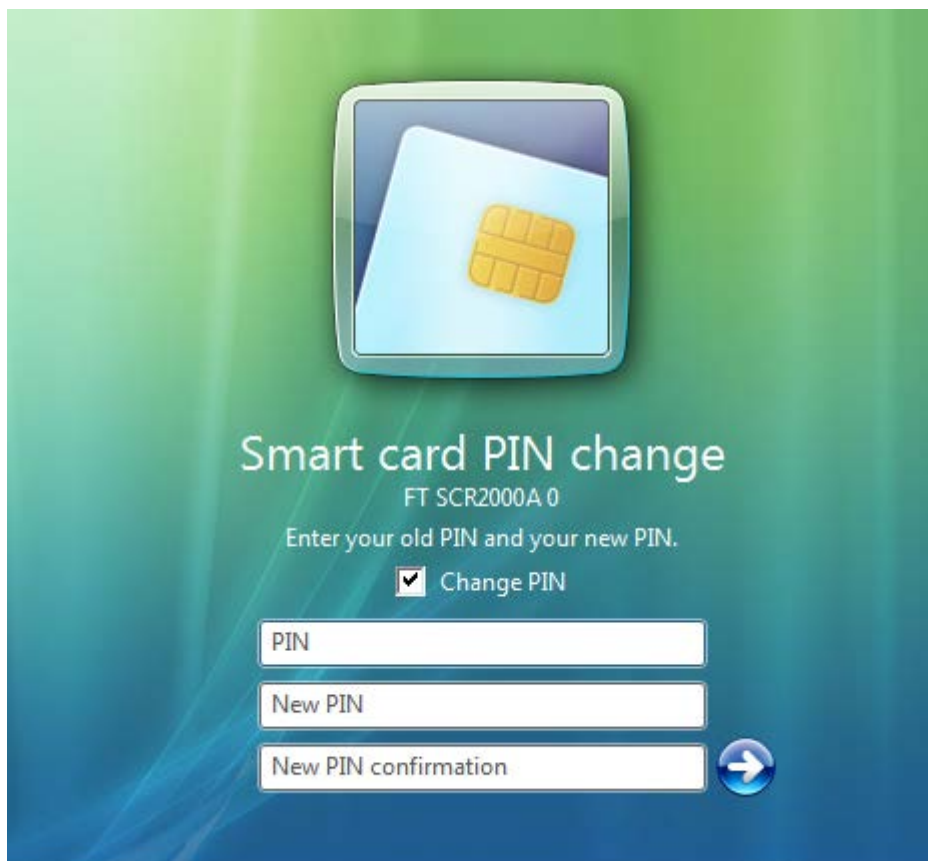 Smart card PIN change
FT SCR2000A 0
Enter your old PIN and your new PIN.
Change PIN
PIN
New PIN
New PIN confirmation